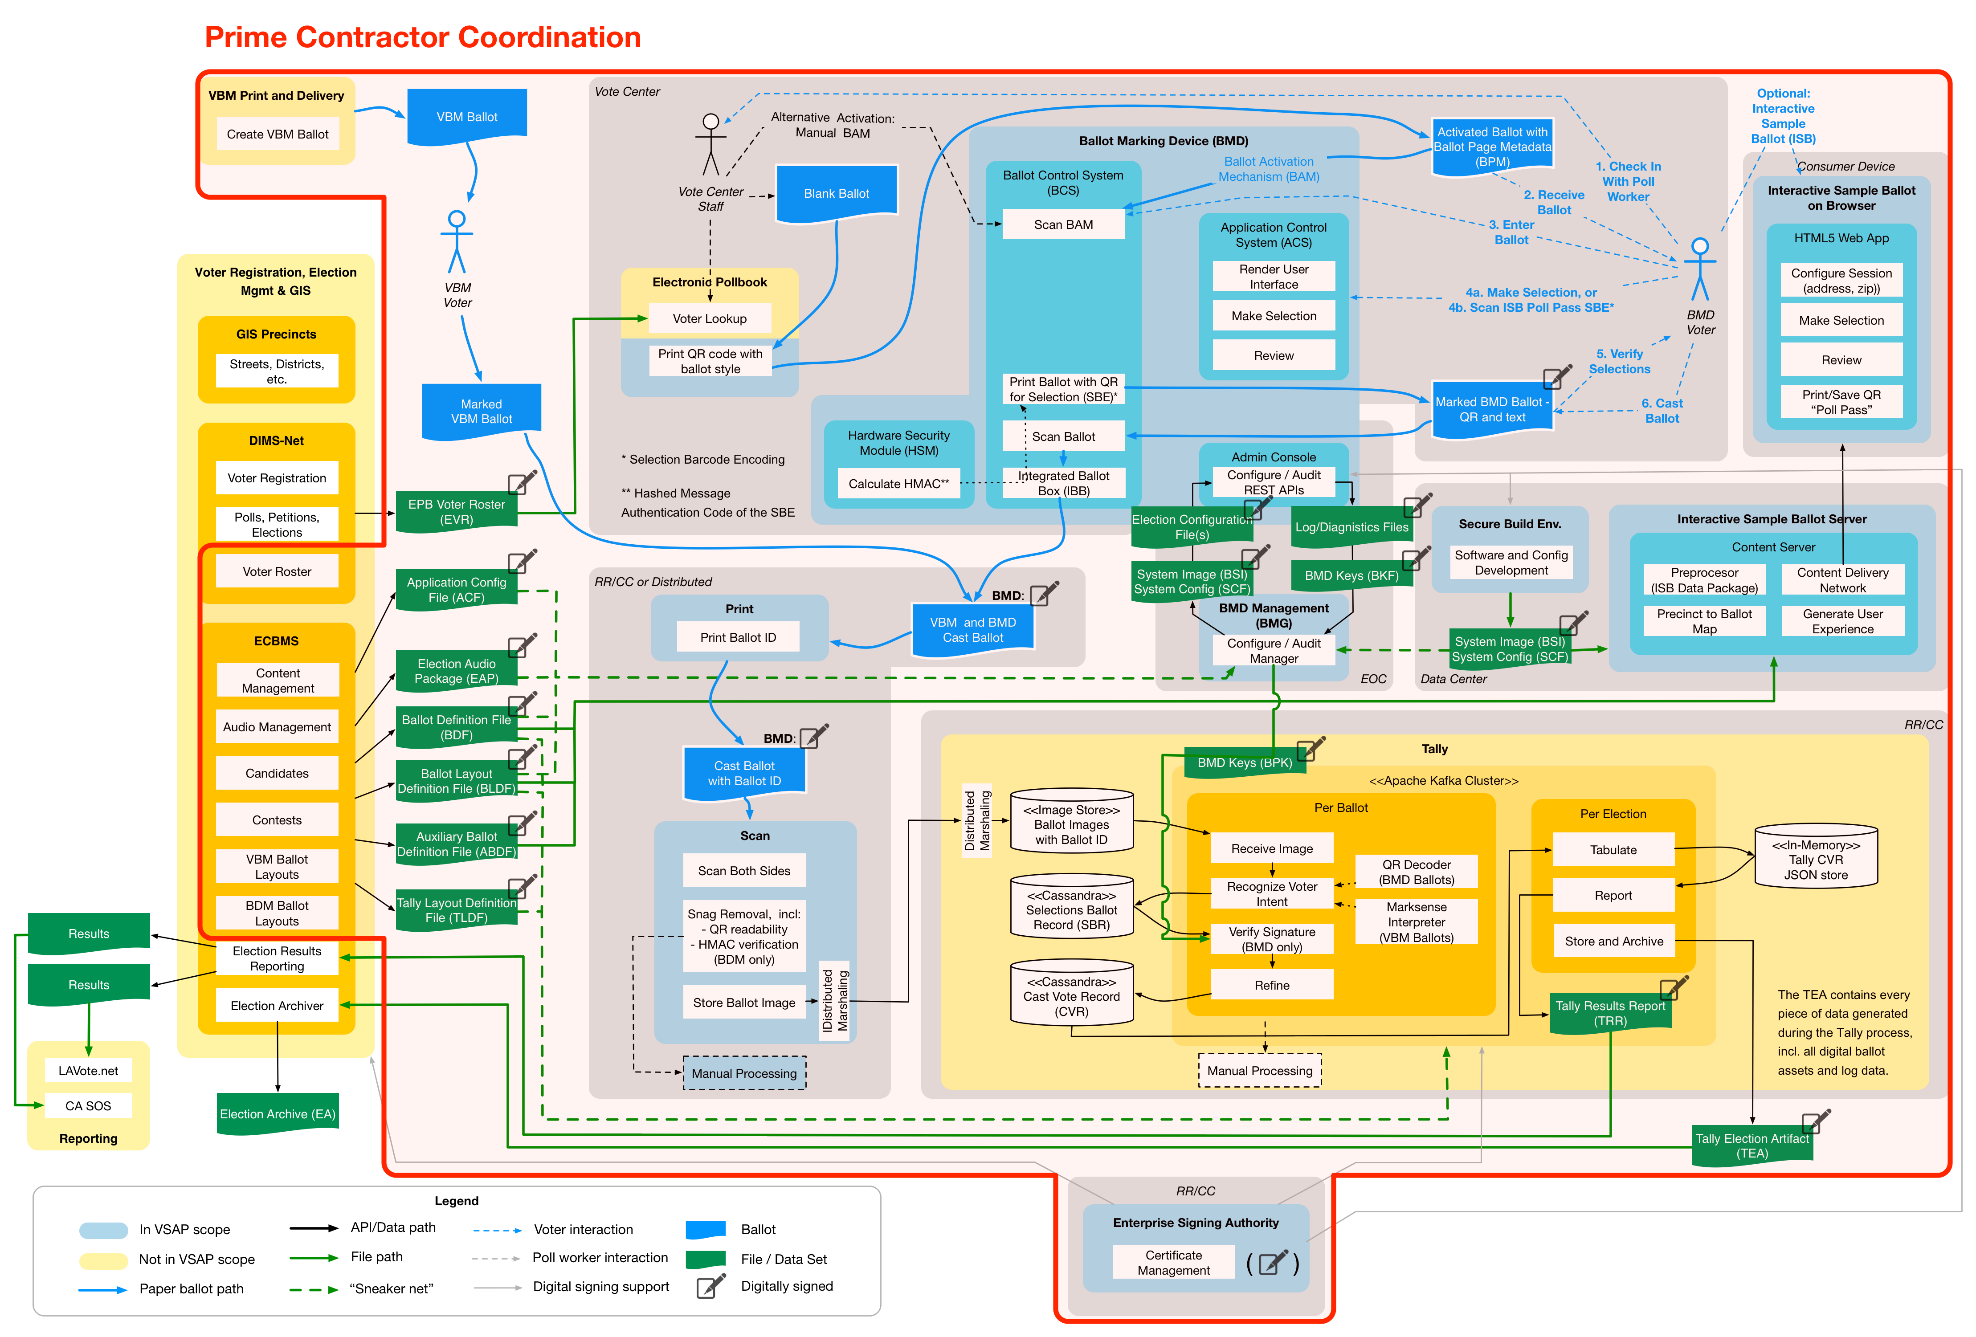 Prime Contractor Coordination
VBM Print and Delivery
Create VBM Ballot
VBM Ballot
VBM
Voter
Marked
VBM Ballot
Voter Registration, Election
Mgmt & GIS
GIS Precincts
Streets, Districts,
etc.
DIMS-Net
Voter Registration
Polls, Petitions,
Elections
Voter Roster
ECBMS
Content
Management
Audio Management
Candidates
Contests
VBM Ballot
Layouts
BDM Ballot
Layouts
Election Results
Reporting
Election Archiver
Results
Results
LAVote.net
CA SOS
Reporting
Election Archive (EA)
EPB Voter Roster
(EVR)
Application Config
File (ACF)
Election Audio
Package (EAP)
Ballot Definition File
(BDF)
Ballot Layout
Definition File (BLDF)
Auxiliary Ballot
Definition File (ABDF)
Tally Layout Definition
File (TLDF)
Vote Center
Vote Center
Staff
Alternative Activation:
Manual BAM
Blank Ballot
Electronic Pollbook
Voter Lookup
Print QR code with
ballot style
* Selection Barcode Encoding
** Hashed Message
Authentication Code of the SBE
Ballot Marking Device (BMD)
Ballot Control System
(BCS)
Scan BAM
Ballot Activation
Mechanism (BAM)
Application Control
System (ACS)
Render User
Interface
Make Selection
Review
Print Ballot with QR
for Selection (SBE)*
Scan Ballot
Integrated Ballot
Box (IBB)
Hardware Security
Module (HSM)
Calculate HMAC**
Admin Console
Configure / Audit
REST APIs
Activated Ballot with
Ballot Page Metadata
(BPM)
Marked BMD Ballot -
QR and text
1. Check In
With Poll
Worker
2. Receive
Ballot
3. Enter
Ballot
4a. Make Selection, or
4b. Scan ISB Poll Pass SBE*
5. Verify
Selections
6. Cast
Ballot
BMD
Voter
Optional:
Interactive
Sample
Ballot (ISB)
Consumer Device
Interactive Sample Ballot
on Browser
HTML5 Web App
Configure Session
(address, zip))
Make Selection
Review
Print/Save QR
“Poll Pass”
Election Configuration
File(s)
Log/Diagnostics Files
System Image (BSI)
System Config (SCF)
BMD Keys (BKF)
BMD Management
(BMG)
Configure / Audit
Manager
EOC
Secure Build Env.
Software and Config
Development
System Image (BSI)
System Config (SCF)
Data Center
Interactive Sample Ballot Server
Content Server
Preprocesor
(ISB Data Package)
Content Delivery
Network
Precinct to Ballot
Map
Generate User
Experience
RR/CC or Distributed
Print
Print Ballot ID
BMD:
VBM and BMD
Cast Ballot
BMD:
Cast Ballot
with Ballot ID
Scan
Scan Both Sides
Snag Removal, incl:
- QR readability
- HMAC verification
(BDM only)
Store Ballot Image
IDistributed
Marshaling
Manual Processing
RR/CC
Tally
BMD Keys (BPK)
<<Apache Kafka Cluster>>
Distributed
Marshaling
<<Image Store>>
Ballot Images
with Ballot ID
<<Cassandra>>
Selections Ballot
Record (SBR)
<<Cassandra>>
Cast Vote Record
(CVR)
Per Ballot
Receive Image
Recognize Voter
Intent
Verify Signature
(BMD only)
Refine
QR Decoder
(BMD Ballots)
Marksense
Interpreter
(VBM Ballots)
Manual Processing
Per Election
Tabulate
Report
Store and Archive
<<In-Memory>>
Tally CVR
JSON store
Tally Results Report
(TRR)
The TEA contains every
piece of data generated
during the Tally process,
incl. all digital ballot
assets and log data.
Tally Election Artifact
(TEA)
RR/CC
Enterprise Signing Authority
Certificate
Management
( )
Legend
In VSAP scope
Not in VSAP scope
Paper ballot path
API/Data path
File path
“Sneaker net”
Voter interaction
Poll worker interaction
Digital signing support
Ballot
File / Data Set
Digitally signed